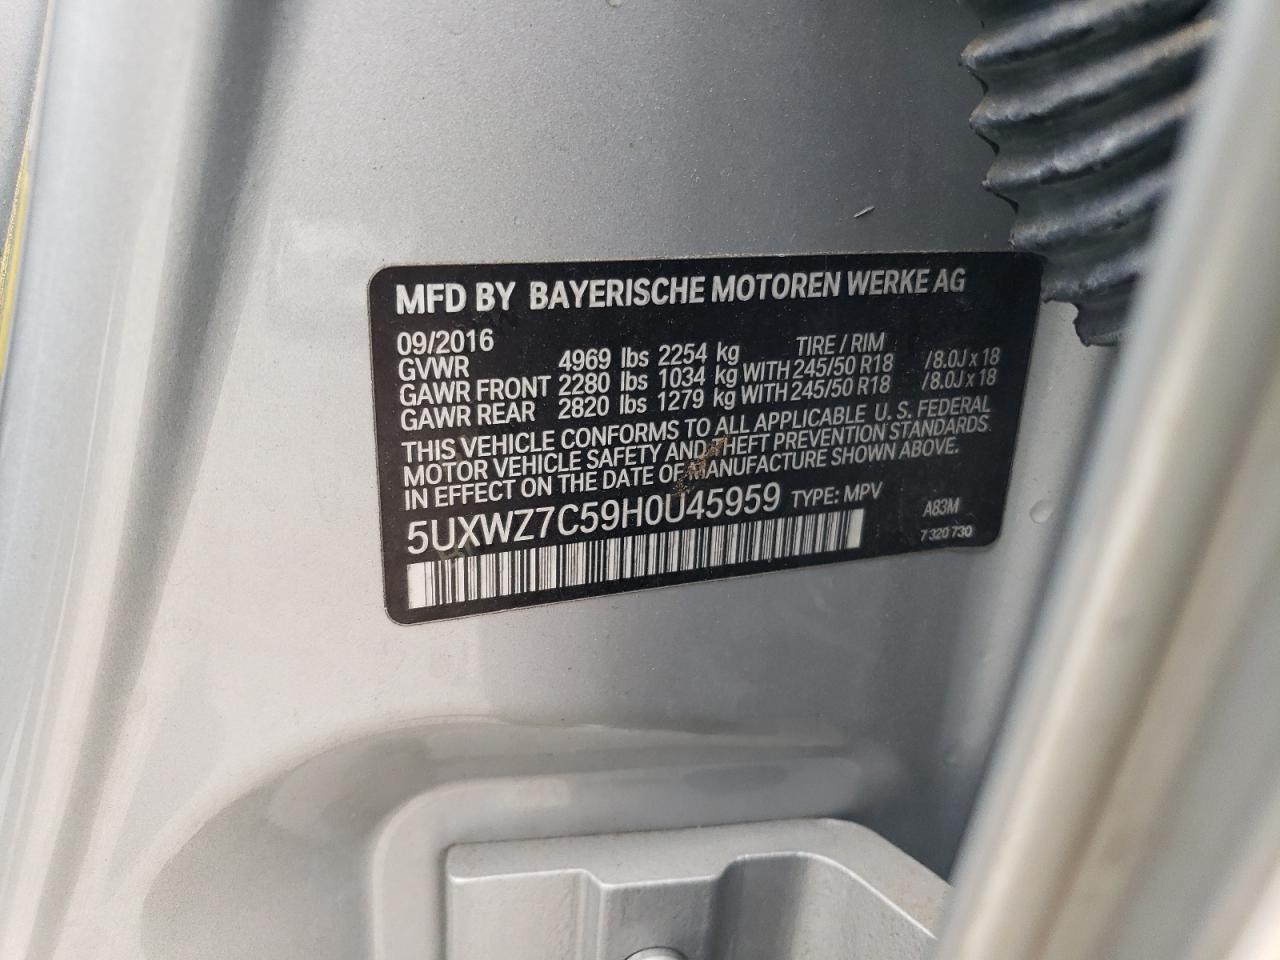 MFD BY BAYERISCHE MOTOREN WERKE AG
09/2016 TIRE / RIM
GVWR 4969 lbs 2254 kg
GAWR FRONT 2280 lbs 1034 kg WITH 245/50 R18 / 8.0J x 18
GAWR REAR 2820 lbs 1279 kg WITH 245/50 R18 / 8.0J x 18
THIS VEHICLE CONFORMS TO ALL APPLICABLE U. S. FEDERAL
MOTOR VEHICLE SAFETY AND THEFT PREVENTION STANDARDS
IN EFFECT ON THE DATE OF MANUFACTURE SHOWN ABOVE.
5UXWZ7C59H0U45959 TYPE: MPV
A83M
7 320 730